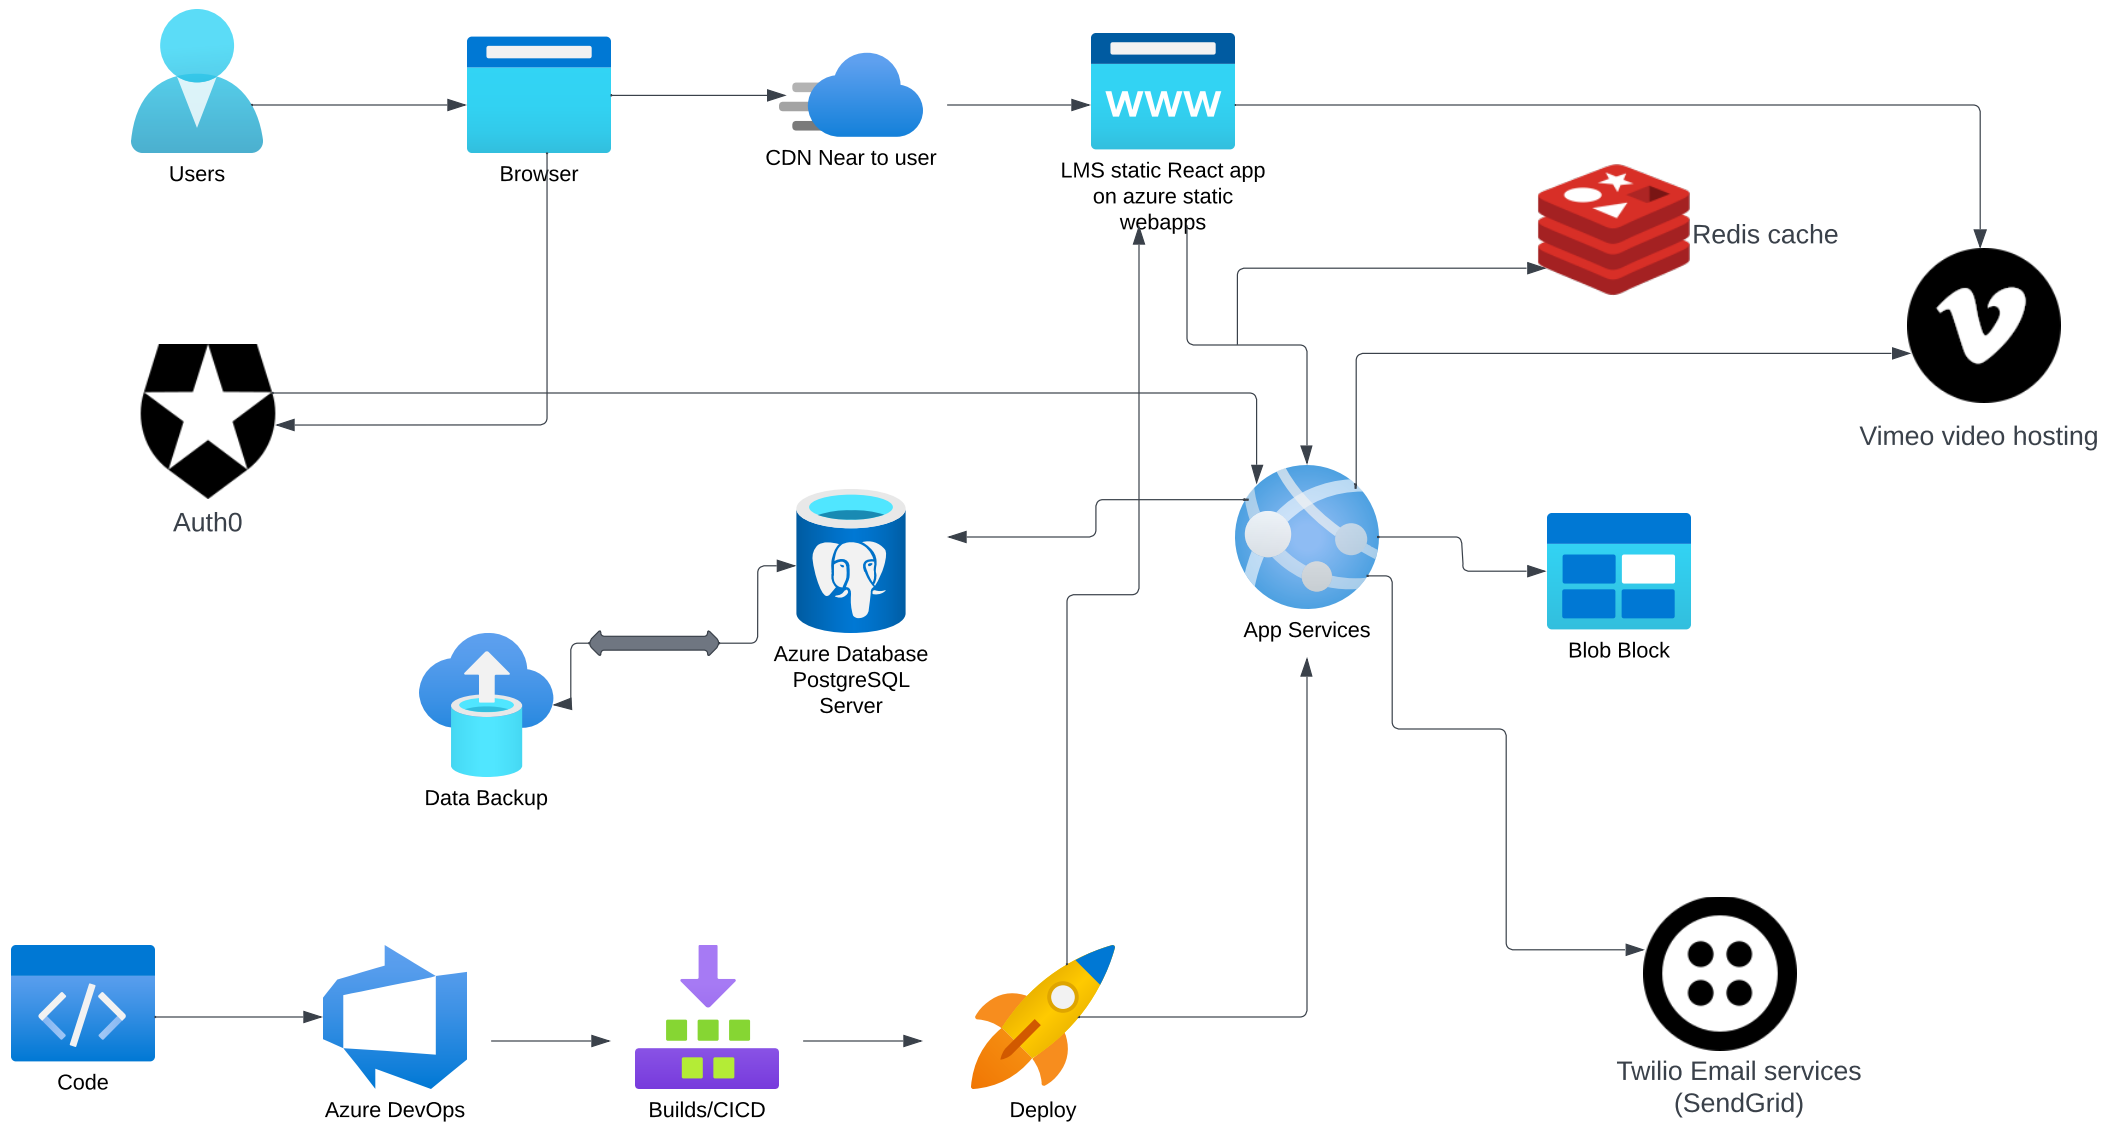 Users
Browser
CDN Near to user
www
LMS static React app
on azure static
webapps
Redis cache
Vimeo video hosting
Auth0
Azure Database
PostgreSQL
Server
App Services
Blob Block
Data Backup
Code
Azure DevOps
Builds/CICD
Deploy
Twilio Email services
(SendGrid)